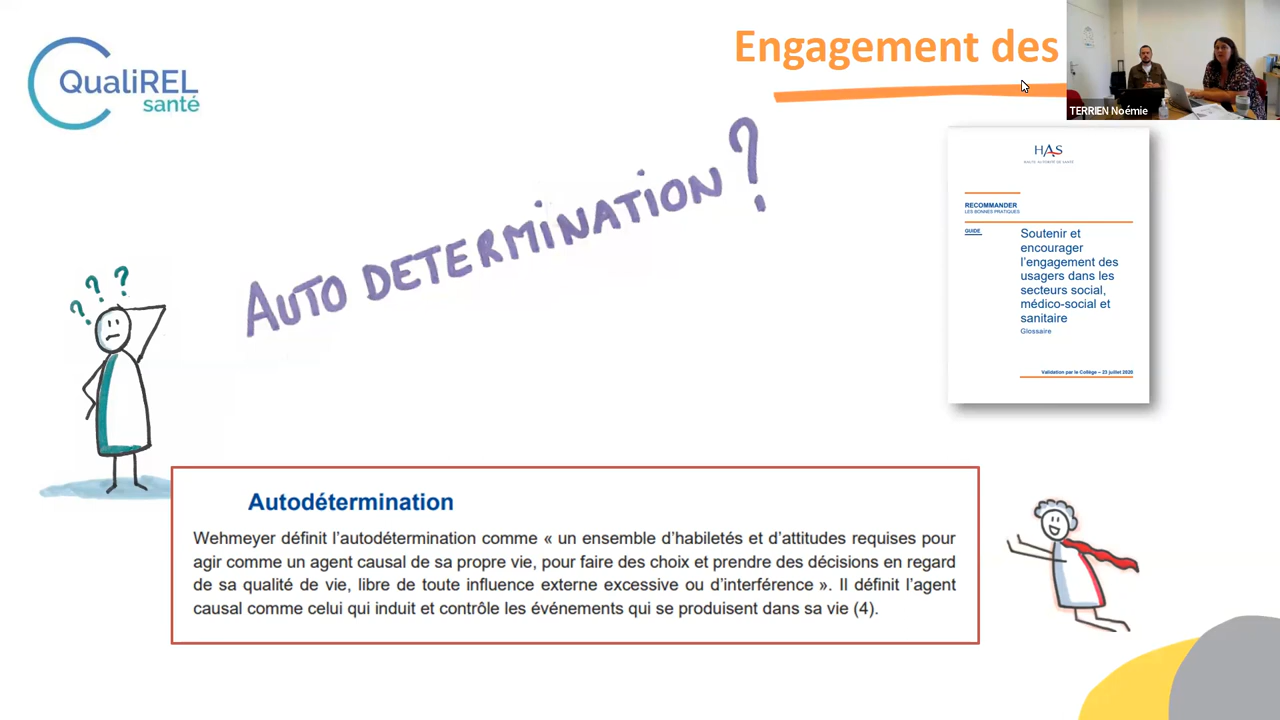 QualiREL
santé
Engagement des
TERRIEN Noémie
AUTO DETERMINATION ?
? ? ?
HAS
HAUTE AUTORITÉ DE SANTÉ
RECOMMANDER
LES BONNES PRATIQUES
GUIDE
Soutenir et
encourager
l'engagement des
usagers dans les
secteurs social,
médico-social et
sanitaire
Glossaire
Validation par le Collège – 23 juillet 2020
Autodétermination
Wehmeyer définit l'autodétermination comme « un ensemble d'habiletés et d'attitudes requises pour
agir comme un agent causal de sa propre vie, pour faire des choix et prendre des décisions en regard
de sa qualité de vie, libre de toute influence externe excessive ou d'interférence ». Il définit l'agent
causal comme celui qui induit et contrôle les événements qui se produisent dans sa vie (4).